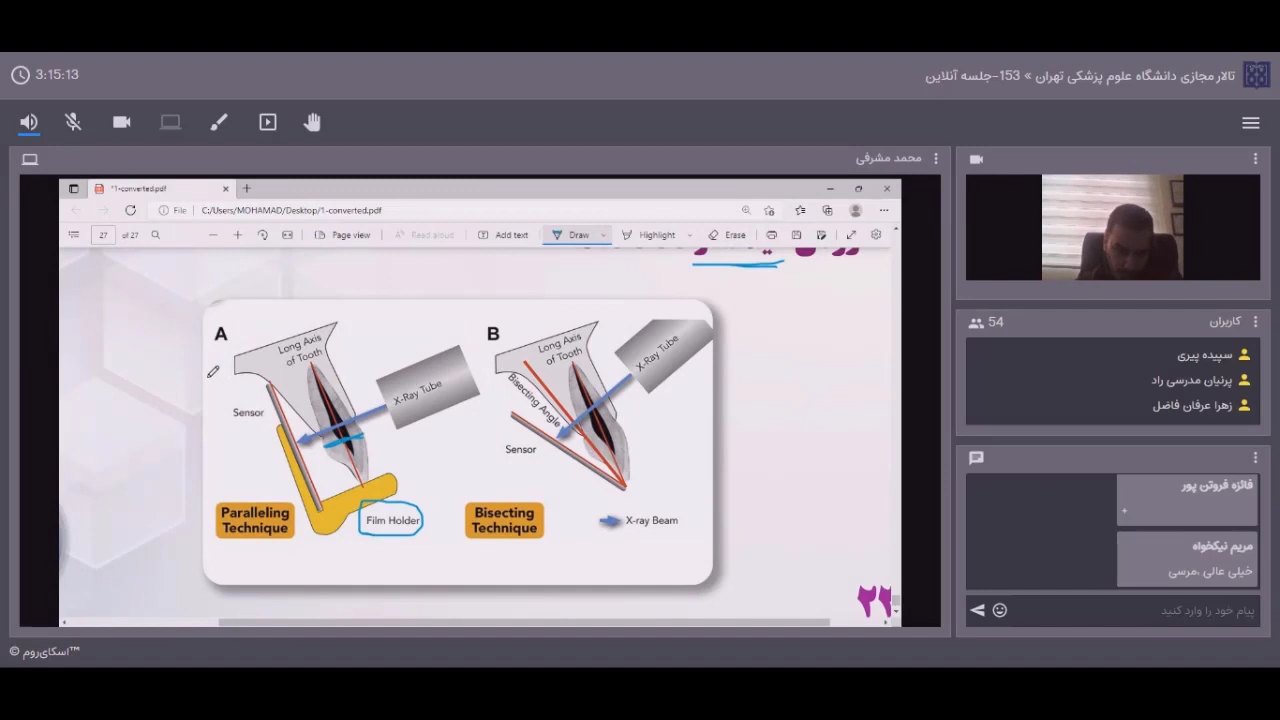 3:15:13
تالار مجازی دانشگاه علوم پزشکی تهران » 153-جلسه آنلاین
محمد مشرفی
*1-converted.pdf
File C:/Users/MOHAMAD/Desktop/1-converted.pdf
27 of 27 Page view Read aloud Add text Draw Highlight Erase
A
Long Axis
of Tooth
X-Ray Tube
Sensor
Paralleling
Technique
Film Holder
B
Long Axis
of Tooth
X-Ray Tube
Bisecting Angle
Sensor
Bisecting
Technique
X-ray Beam
54 کاربران
سپیده پیری
پرنیان مدرسی راد
زهرا عرفان فاضل
فائزه فروتن پور
+
مریم نیکخواه
خیلی عالی ،مرسی
پیام خود را وارد کنید
© اسکای‌روم™